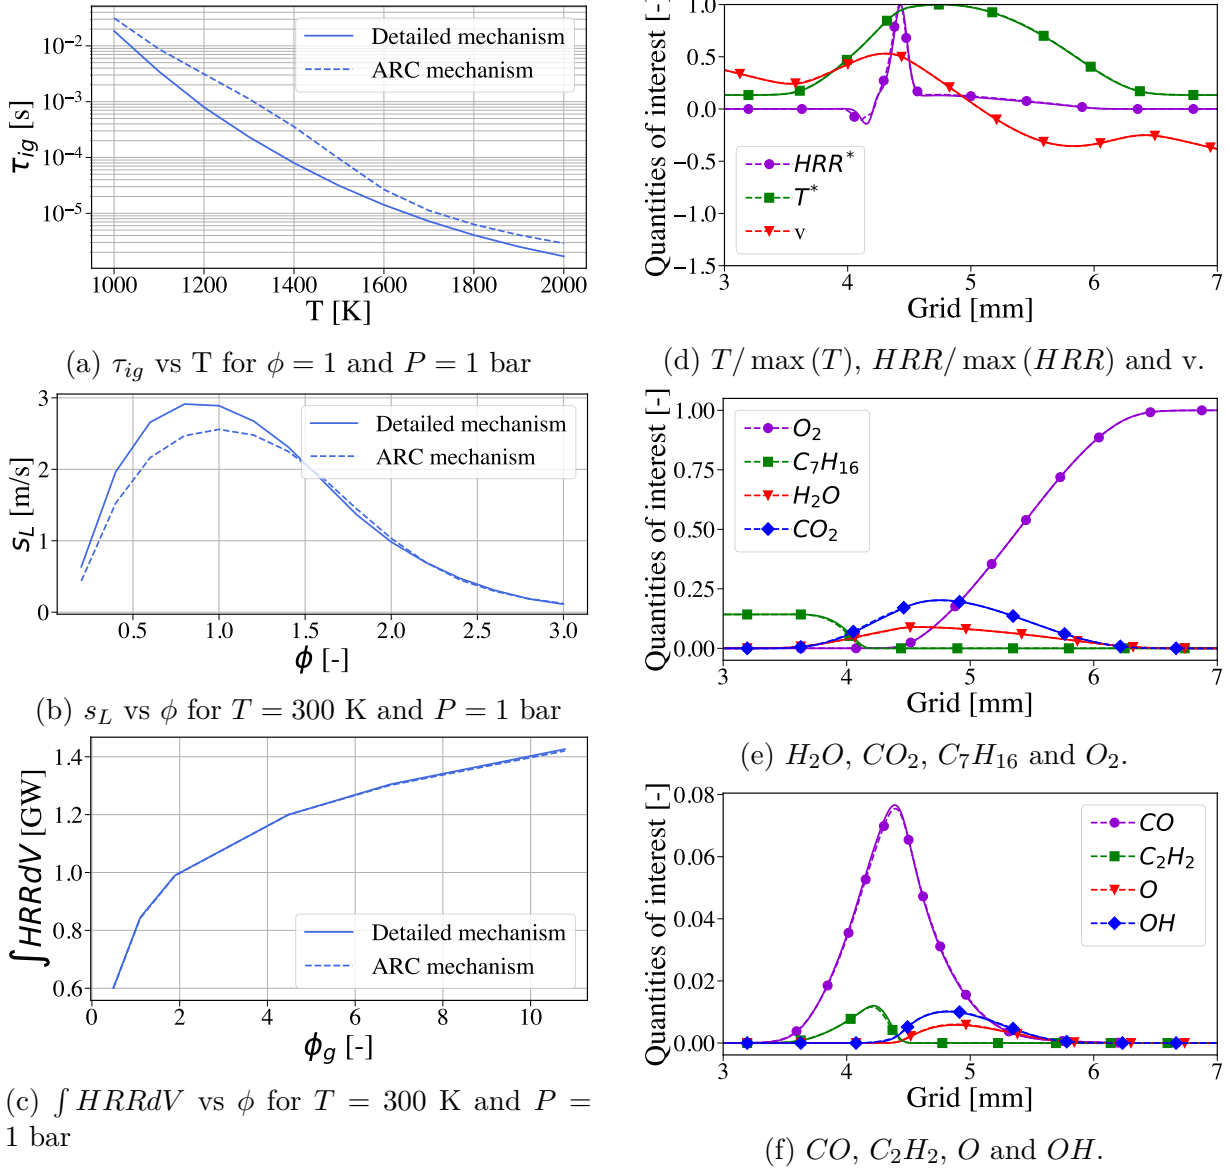 10⁻²
10⁻³
10⁻⁴
10⁻⁵
τ_ig [s]
Detailed mechanism
ARC mechanism
1000 1200 1400 1600 1800 2000
T [K]
(a) τ_ig vs T for ϕ = 1 and P = 1 bar
3
2
1
0
s_L [m/s]
Detailed mechanism
ARC mechanism
0.5 1.0 1.5 2.0 2.5 3.0
ϕ [-]
(b) s_L vs ϕ for T = 300 K and P = 1 bar
1.4
1.2
1.0
0.8
0.6
∫HRRdV [GW]
Detailed mechanism
ARC mechanism
0 2 4 6 8 10
ϕ_g [-]
(c) ∫ HRRdV vs ϕ for T = 300 K and P =
1 bar
1.0
0.5
0.0
−0.5
−1.0
−1.5
Quantities of interest [-]
HRR*
T*
v
3 4 5 6 7
Grid [mm]
(d) T/ max (T), HRR/ max (HRR) and v.
1.00
0.75
0.50
0.25
0.00
Quantities of interest [-]
O₂
C₇H₁₆
H₂O
CO₂
3 4 5 6 7
Grid [mm]
(e) H₂O, CO₂, C₇H₁₆ and O₂.
0.08
0.06
0.04
0.02
0.00
Quantities of interest [-]
CO
C₂H₂
O
OH
3 4 5 6 7
Grid [mm]
(f) CO, C₂H₂, O and OH.